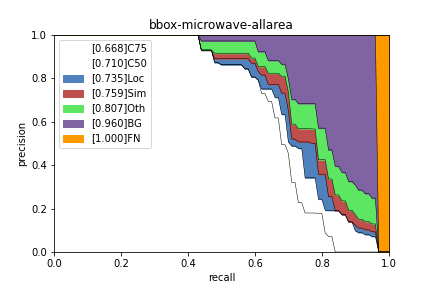 bbox-microwave-allarea
1.0
0.8
0.6
0.4
0.2
0.0
precision
[0.668]C75
[0.710]C50
[0.735]Loc
[0.759]Sim
[0.807]Oth
[0.960]BG
[1.000]FN
0.0 0.2 0.4 0.6 0.8 1.0
recall